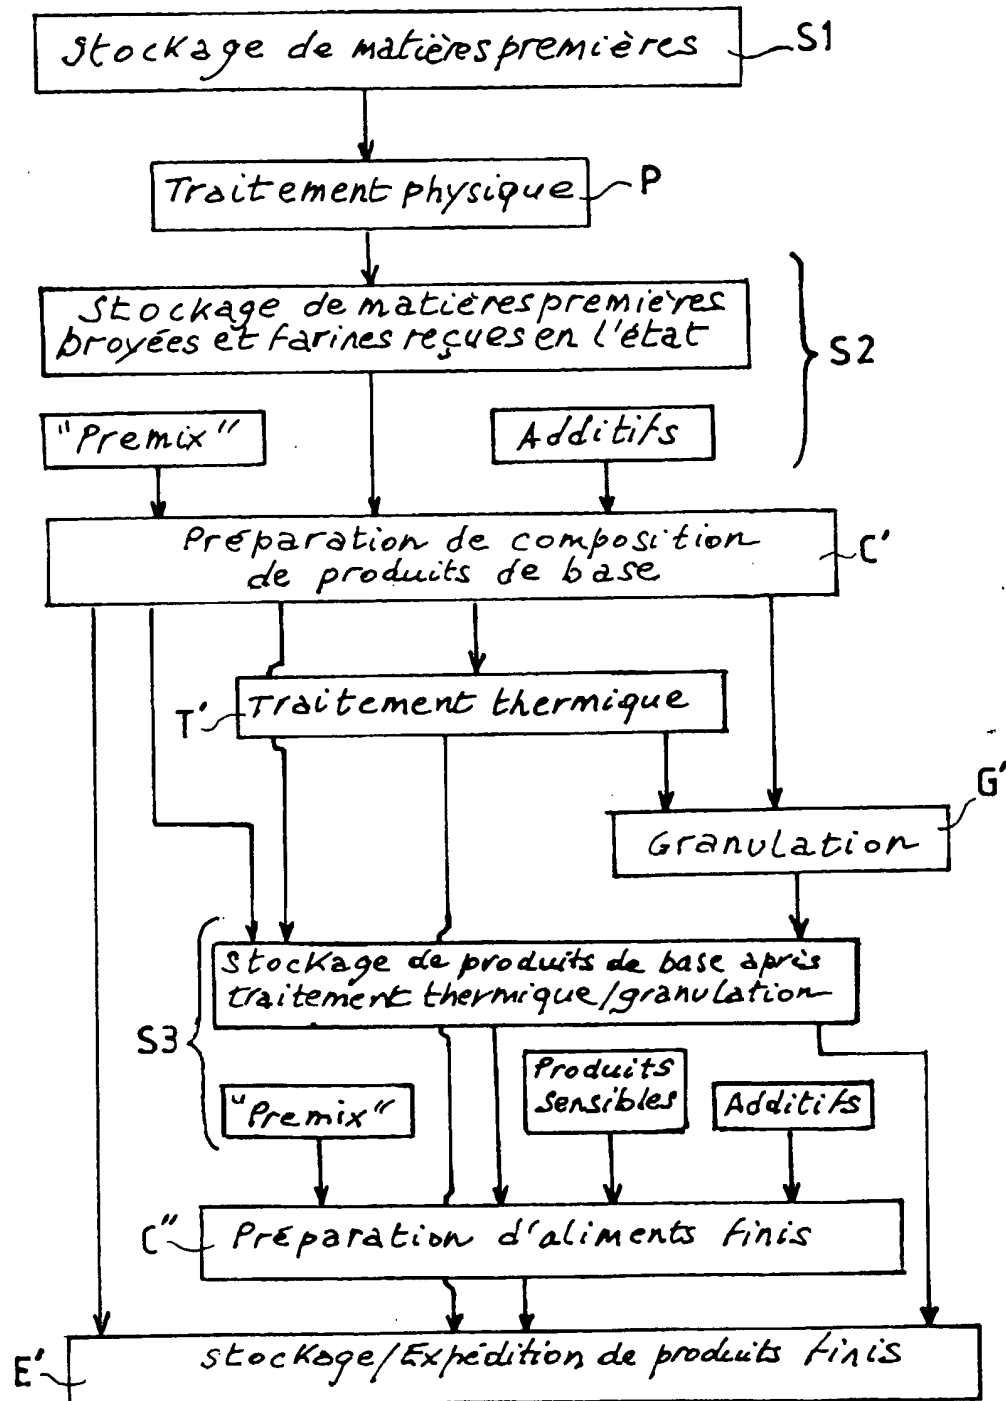 Stockage de matières premières
S1
Traitement physique
P
Stockage de matières premières
broyées et farines reçues en l'état
S2
"Premix"
Additifs
Préparation de composition
de produits de base
C'
Traitement thermique
T'
G'
Granulation
Stockage de produits de base après
traitement thermique/granulation
S3
Produits
sensibles
"Premix"
Additifs
C"
Préparation d'aliments finis
E'
stockage/Expédition de produits finis